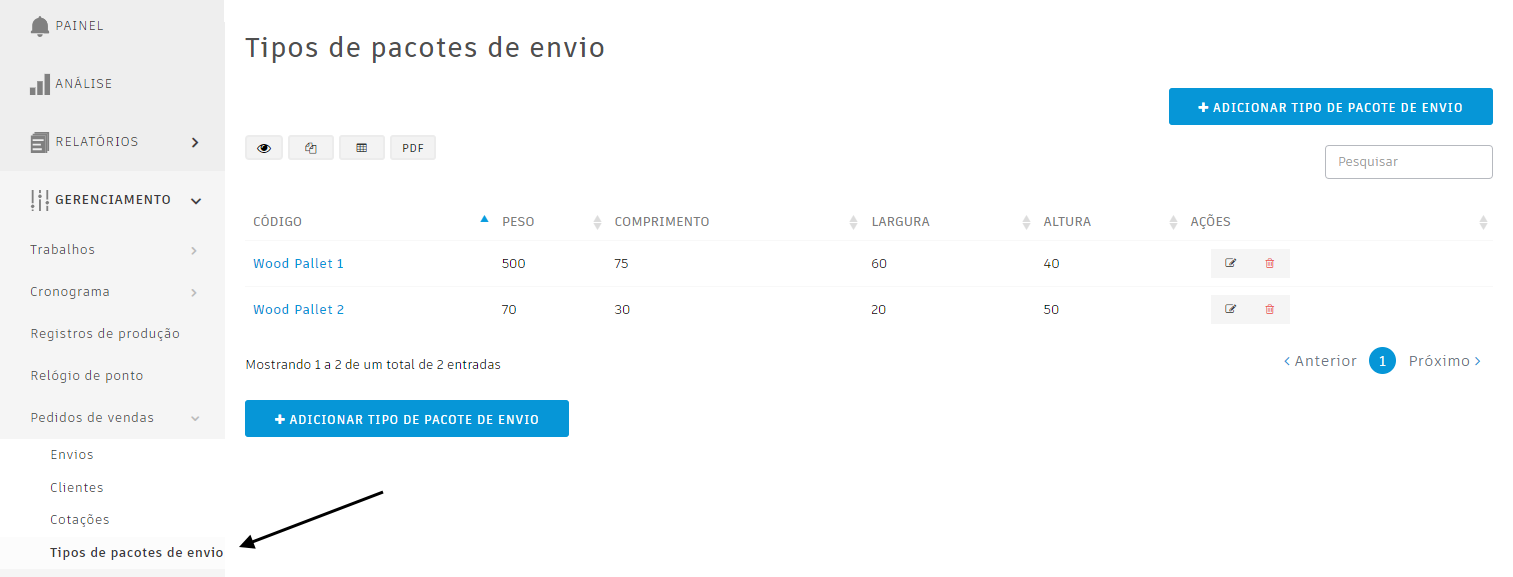 PAINEL
ANÁLISE
RELATÓRIOS
GERENCIAMENTO
Trabalhos
Cronograma
Registros de produção
Relógio de ponto
Pedidos de vendas
Envios
Clientes
Cotações
Tipos de pacotes de envio
Tipos de pacotes de envio
ADICIONAR TIPO DE PACOTE DE ENVIO
PDF
Pesquisar
CÓDIGO PESO COMPRIMENTO LARGURA ALTURA AÇÕES
Wood Pallet 1 500 75 60 40
Wood Pallet 2 70 30 20 50
Mostrando 1 a 2 de um total de 2 entradas
Anterior 1 Próximo
ADICIONAR TIPO DE PACOTE DE ENVIO